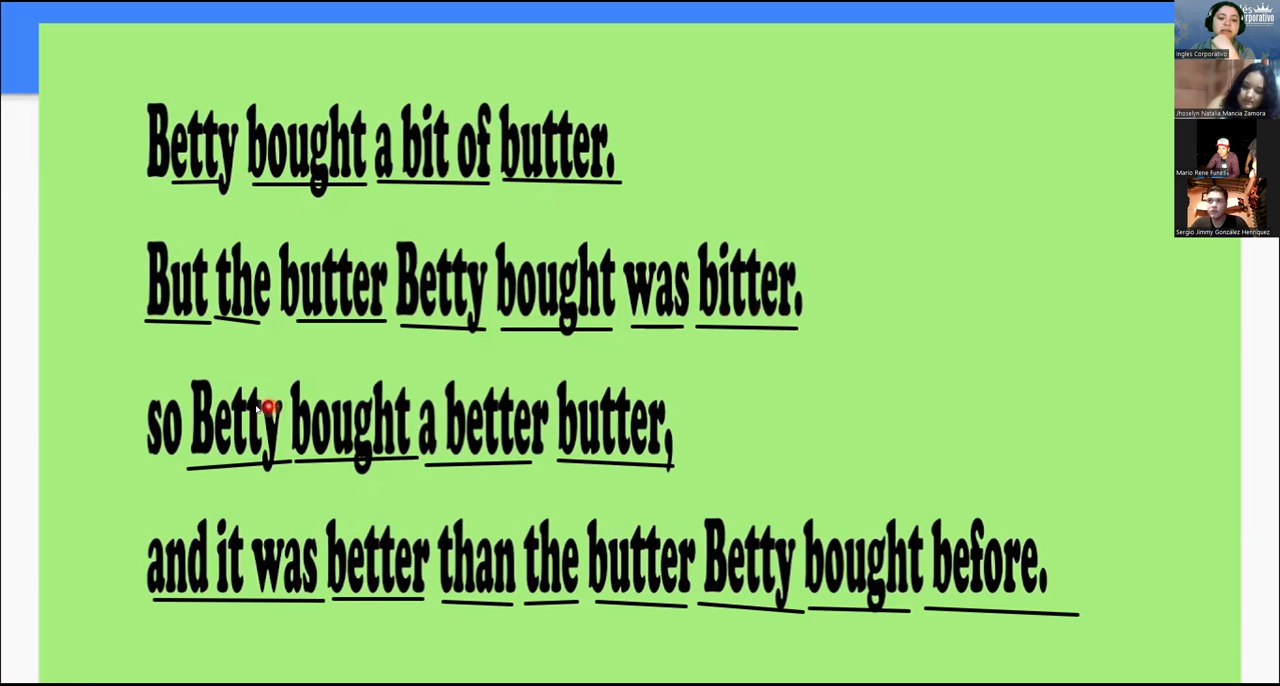 Betty bought a bit of butter.
But the butter Betty bought was bitter.
so Betty bought a better butter,
and it was better than the butter Betty bought before.
Ingles Corporativo
Jhoselyn Natalia Mancia Zamora
Mario Rene Funes
Sergio Jimmy González Henriquez